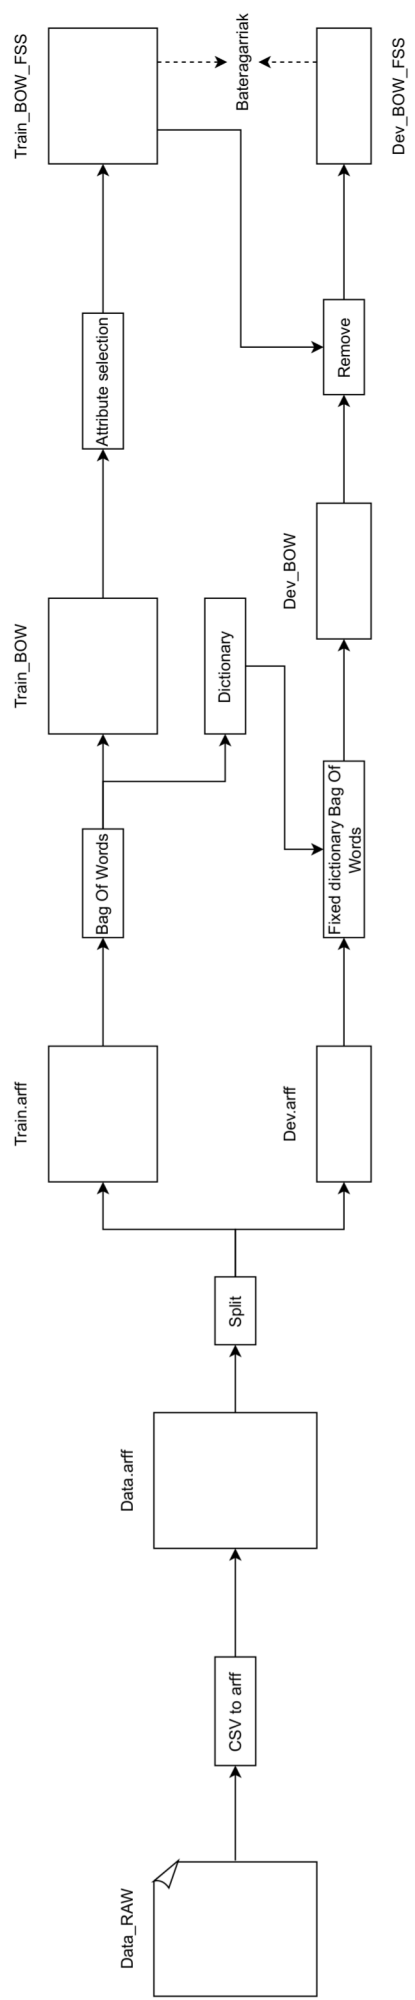 Data_RAW
CSV to arff
Data.arff
Split
Train.arff
Dev.arff
Bag Of Words
Fixed dictionary Bag Of
Words
Train_BOW
Dictionary
Dev_BOW
Attribute selection
Remove
Train_BOW_FSS
Bateragarriak
Dev_BOW_FSS